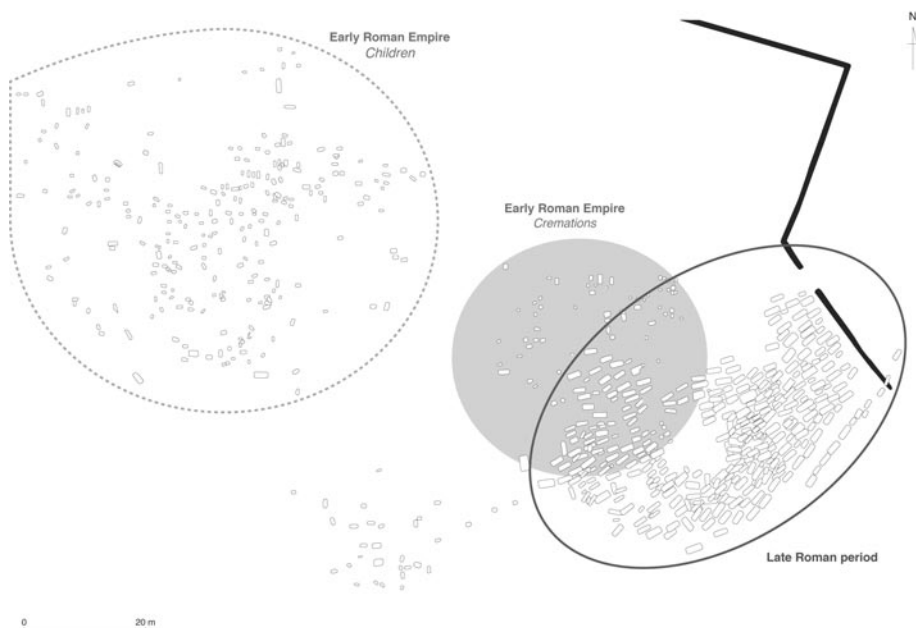 N
Early Roman Empire
Children
Early Roman Empire
Cremations
Late Roman period
0 20 m